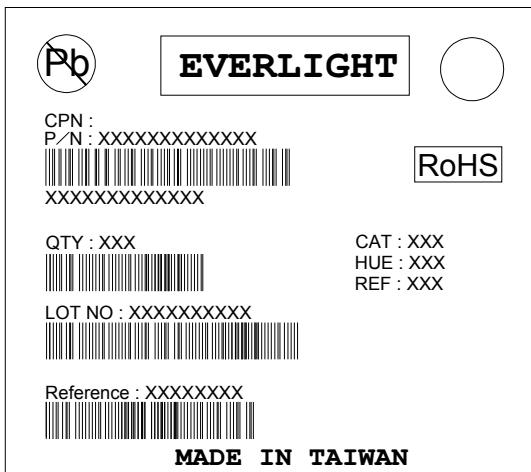 Pb
EVERLIGHT
CPN :
P/N : XXXXXXXXXXXXX
RoHS
XXXXXXXXXXXXX
QTY : XXX
CAT : XXX
HUE : XXX
REF : XXX
LOT NO : XXXXXXXXXX
Reference : XXXXXXXX
MADE IN TAIWAN